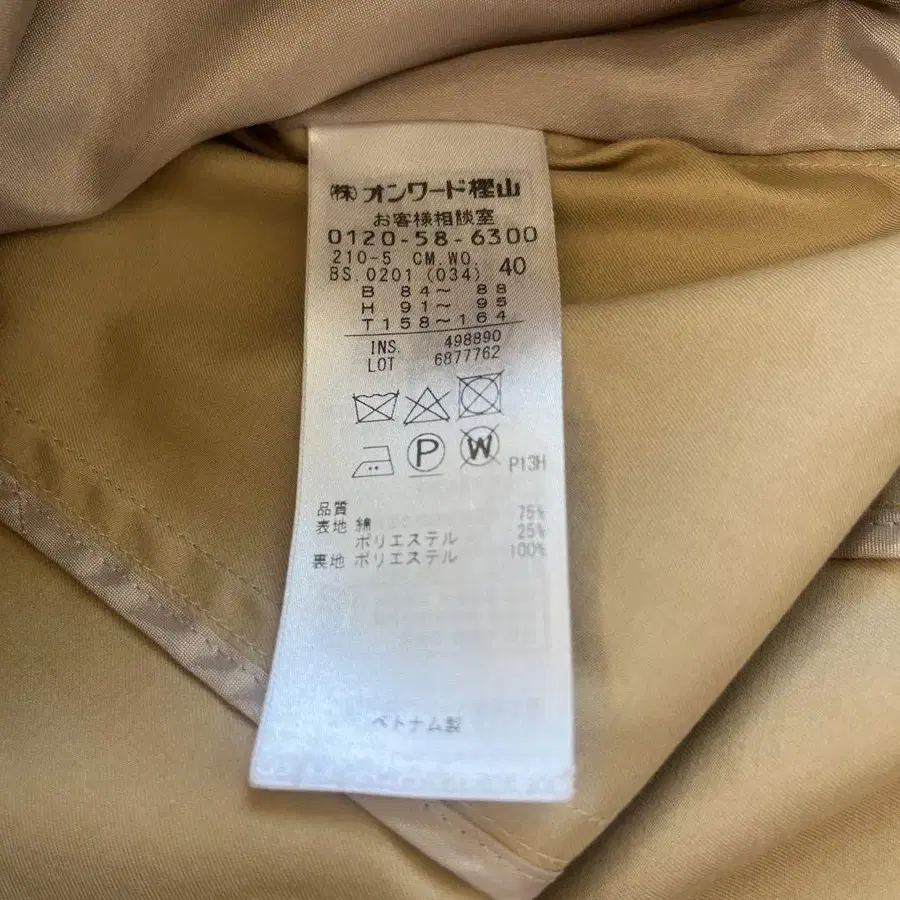 (株)オンワード樫山
お客様相談室
0120-58-6300
210-5 CM.WO.
BS.0201 (034) 40
B 84～ 88
H 91～ 95
T158～164
INS. 498890
LOT 6877762
P W P13H
品質
表地 綿 75%
ポリエステル 25%
裏地 ポリエステル 100%
ベトナム製